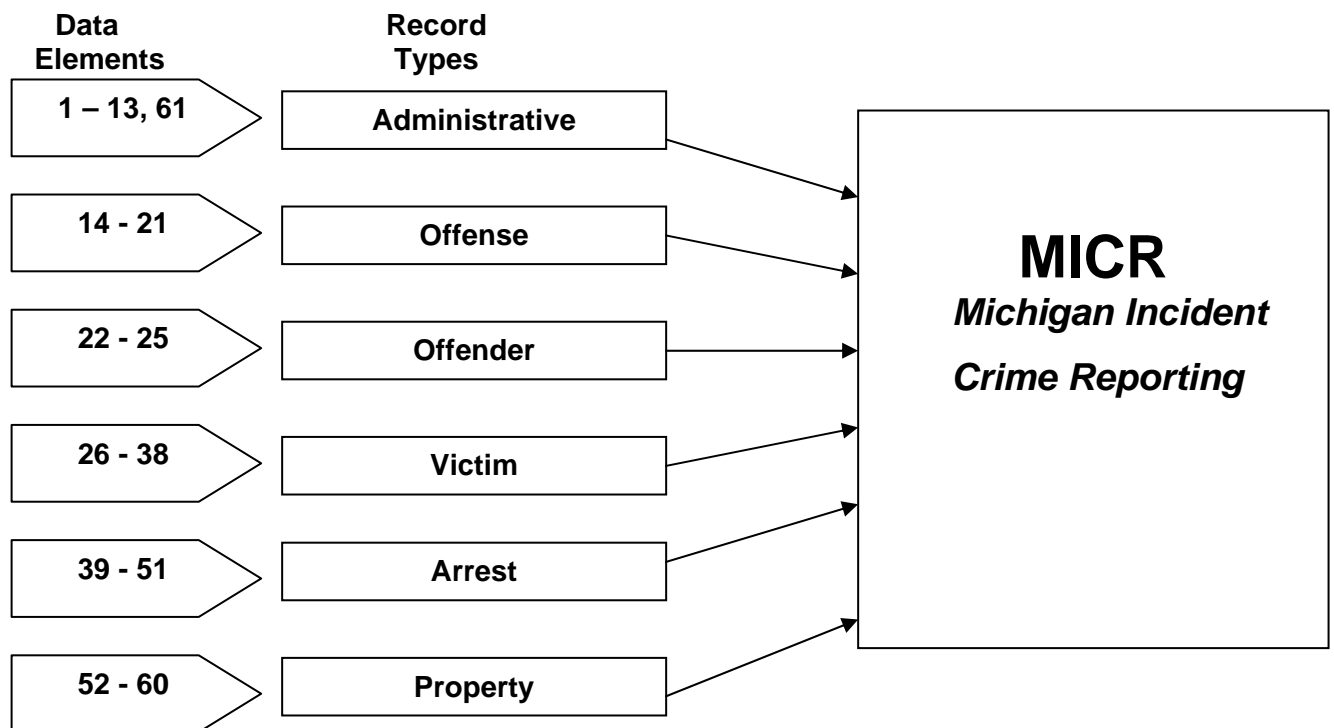 Data
Elements
Record
Types
1 – 13, 61
Administrative
14 - 21
Offense
22 - 25
Offender
26 - 38
Victim
39 - 51
Arrest
52 - 60
Property
MICR
Michigan Incident
Crime Reporting